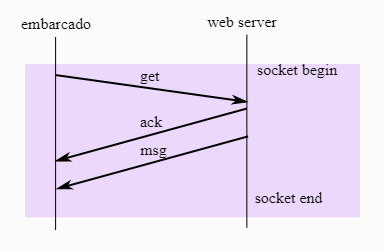 embarcado
web server
socket begin
get
ack
msg
socket end